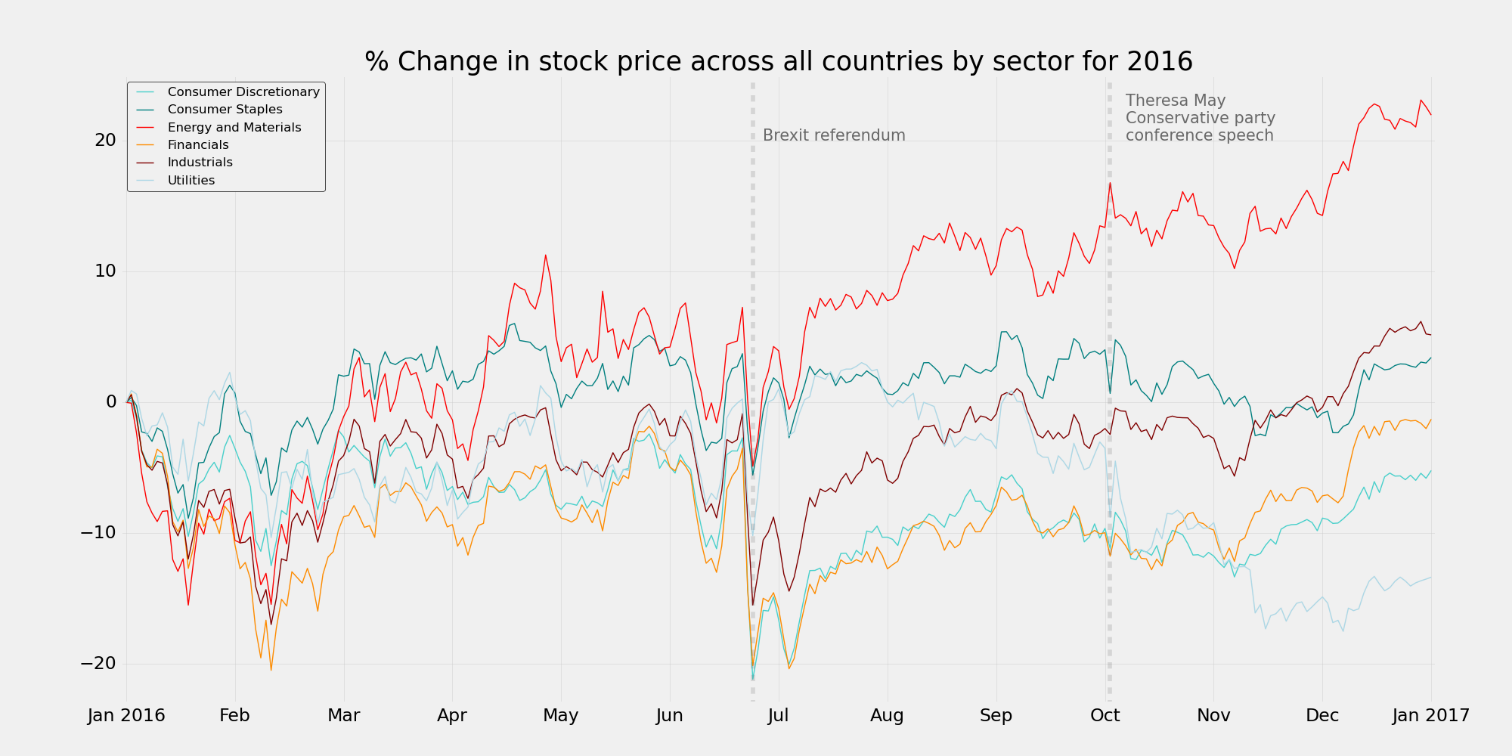 % Change in stock price across all countries by sector for 2016
Consumer Discretionary
Consumer Staples
Energy and Materials
Financials
Industrials
Utilities
Brexit referendum
Theresa May
Conservative party
conference speech
20
10
0
−10
−20
Jan 2016 Feb Mar Apr May Jun Jul Aug Sep Oct Nov Dec Jan 2017